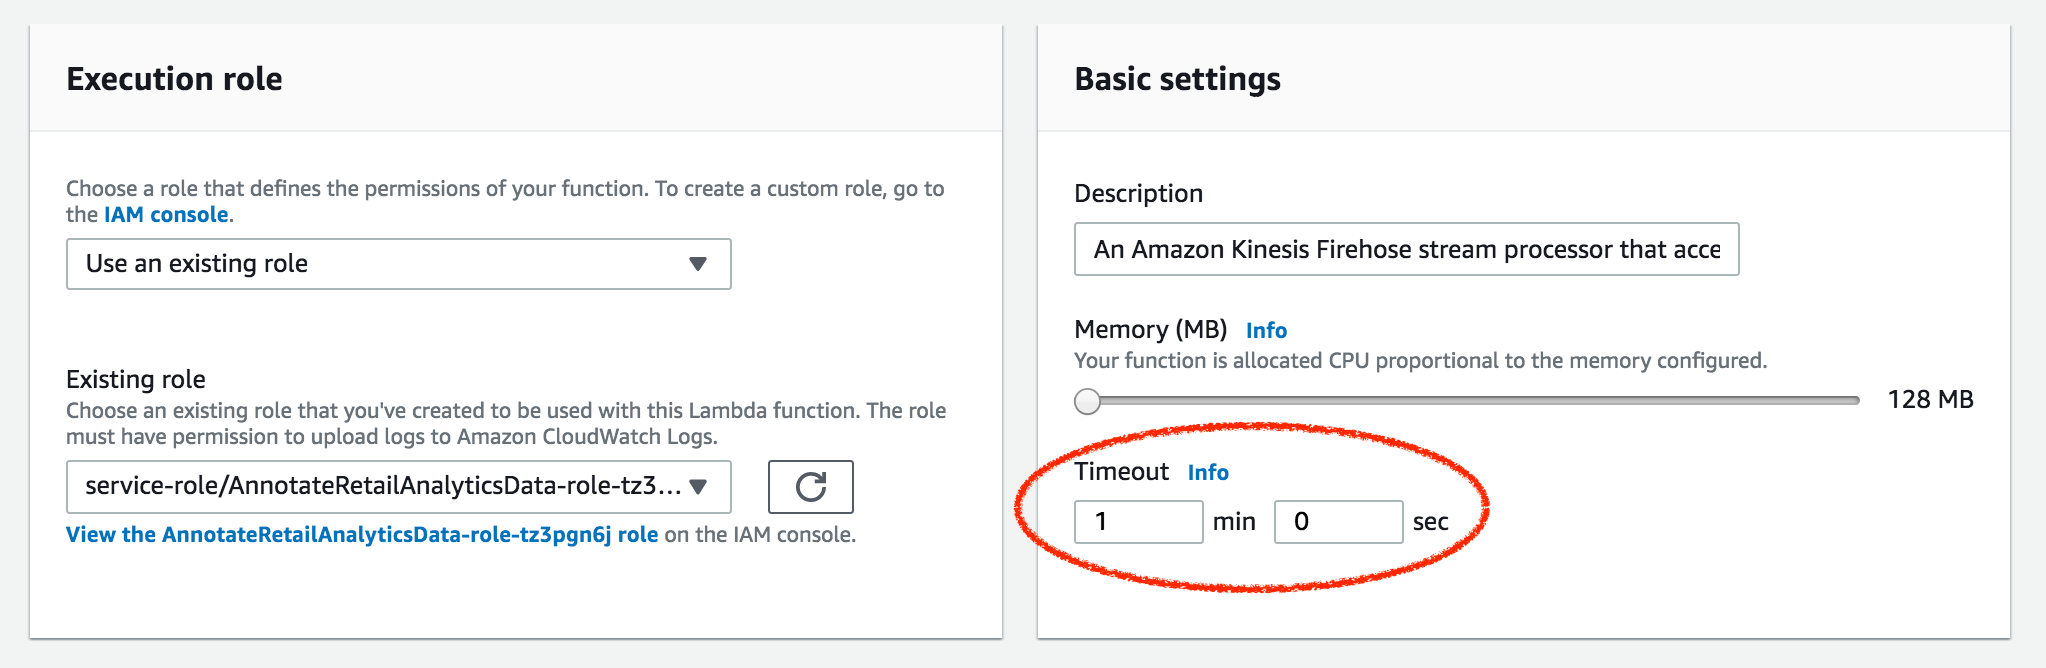 Execution role
Choose a role that defines the permissions of your function. To create a custom role, go to
the IAM console.
Use an existing role
Existing role
Choose an existing role that you've created to be used with this Lambda function. The role
must have permission to upload logs to Amazon CloudWatch Logs.
service-role/AnnotateRetailAnalyticsData-role-tz3...
View the AnnotateRetailAnalyticsData-role-tz3pgn6j role on the IAM console.
Basic settings
Description
An Amazon Kinesis Firehose stream processor that acce
Memory (MB) Info
Your function is allocated CPU proportional to the memory configured.
128 MB
Timeout Info
1 min 0 sec